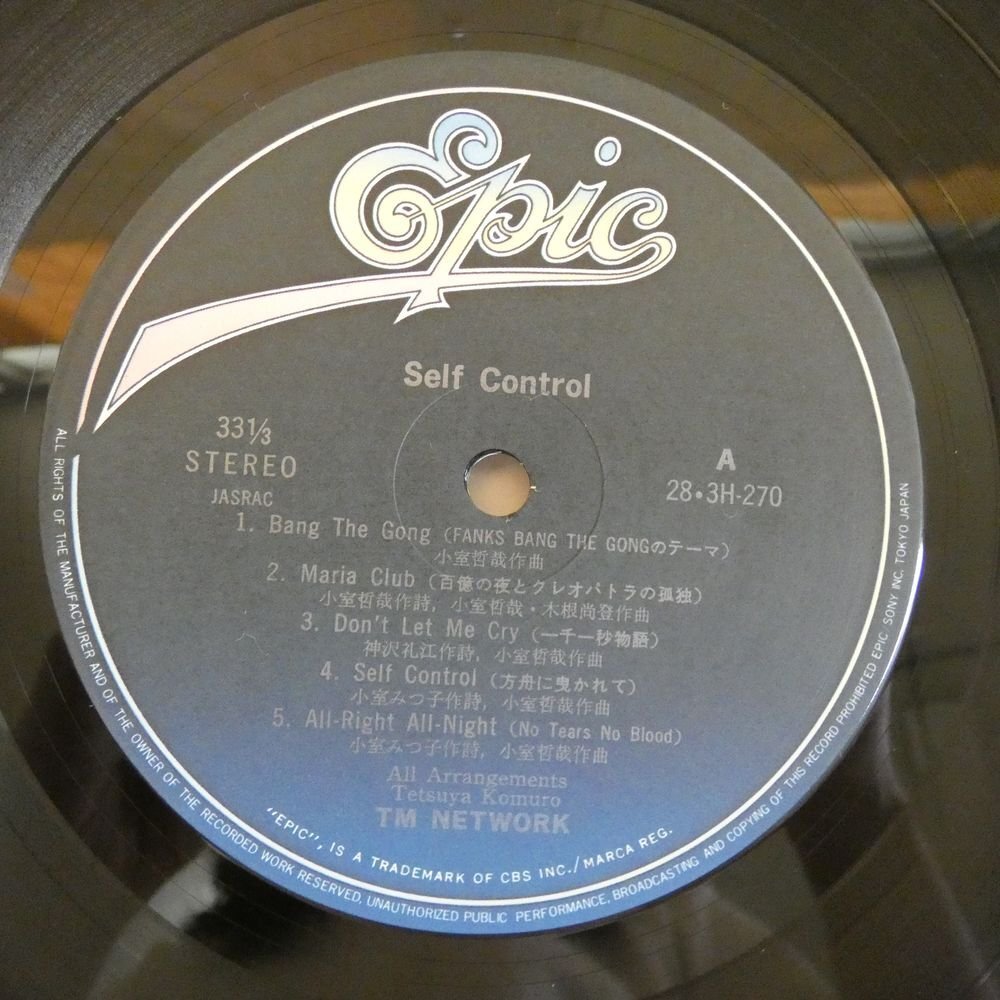 Epic
Self Control
33⅓
STEREO
JASRAC
A
28・3H-270
1. Bang The Gong (FANKS BANG THE GONGのテーマ)
小室哲哉作曲
2. Maria Club (百億の夜とクレオパトラの孤独)
小室哲哉作詩, 小室哲哉・木根尚登作曲
3. Don't Let Me Cry (一千一秒物語)
神沢礼江作詩, 小室哲哉作曲
4. Self Control (方舟に曳かれて)
小室みつ子作詩, 小室哲哉作曲
5. All-Right All-Night (No Tears No Blood)
小室みつ子作詩, 小室哲哉作曲
All Arrangements
Tetsuya Komuro
TM NETWORK
"EPIC", IS A TRADEMARK OF CBS INC./MARCA REG.
ALL RIGHTS OF THE MANUFACTURER AND OF THE OWNER OF THE RECORDED WORK RESERVED, UNAUTHORIZED PUBLIC PERFORMANCE, BROADCASTING AND COPYING OF THIS RECORD PROHIBITED EPIC SONY INC. TOKYO JAPAN